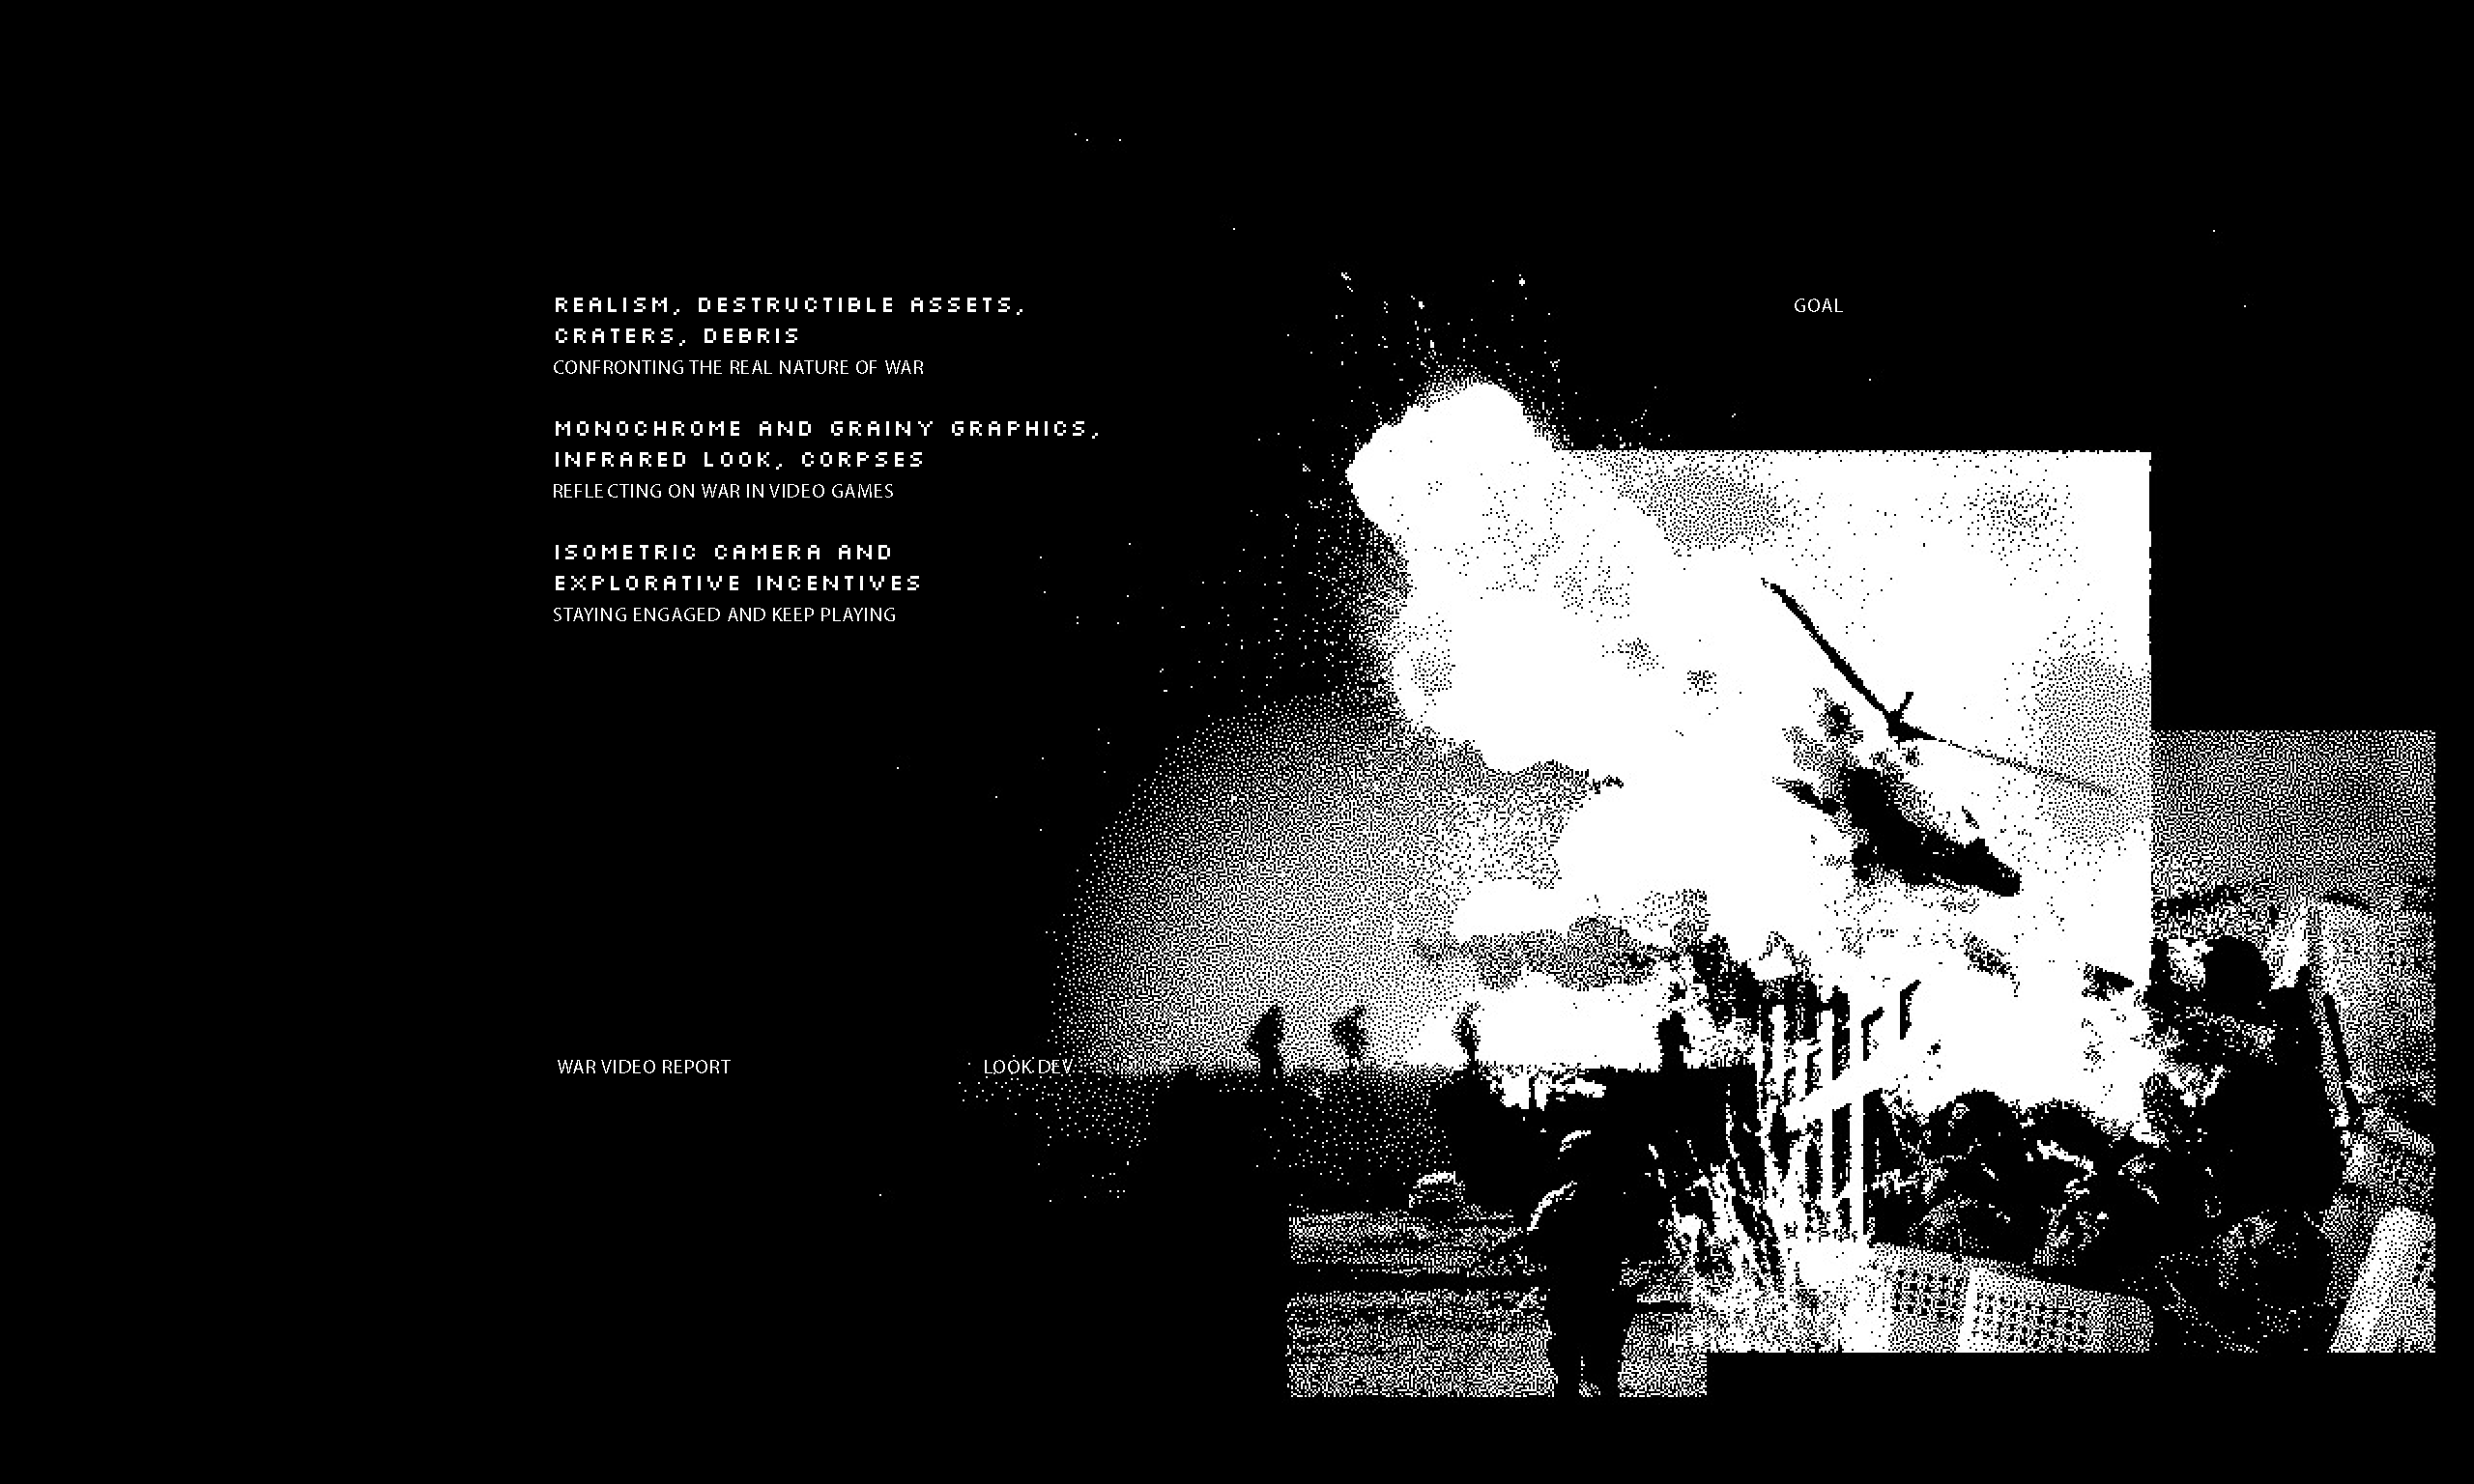 REALISM, DESTRUCTIBLE ASSETS,
CRATERS, DEBRIS
CONFRONTING THE REAL NATURE OF WAR
GOAL
MONOCHROME AND GRAINY GRAPHICS,
INFRARED LOOK, CORPSES
REFLECTING ON WAR IN VIDEO GAMES
ISOMETRIC CAMERA AND
EXPLORATIVE INCENTIVES
STAYING ENGAGED AND KEEP PLAYING
WAR VIDEO REPORT
LOOK DEV